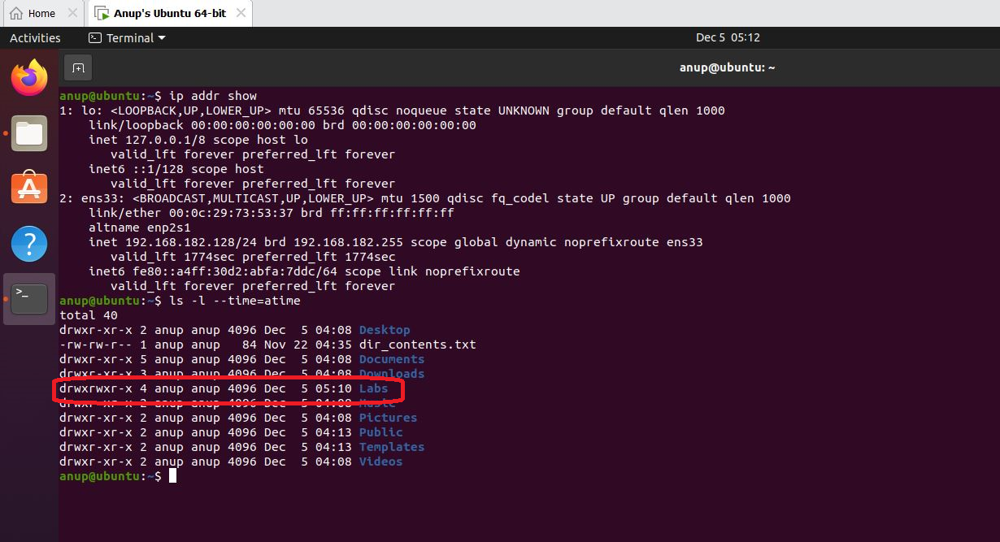 Home
Anup's Ubuntu 64-bit
Activities
Terminal
Dec 5 05:12
anup@ubuntu: ~
anup@ubuntu:~$ ip addr show
1: lo: <LOOPBACK,UP,LOWER_UP> mtu 65536 qdisc noqueue state UNKNOWN group default qlen 1000
    link/loopback 00:00:00:00:00:00 brd 00:00:00:00:00:00
    inet 127.0.0.1/8 scope host lo
       valid_lft forever preferred_lft forever
    inet6 ::1/128 scope host
       valid_lft forever preferred_lft forever
2: ens33: <BROADCAST,MULTICAST,UP,LOWER_UP> mtu 1500 qdisc fq_codel state UP group default qlen 1000
    link/ether 00:0c:29:73:53:37 brd ff:ff:ff:ff:ff:ff
    altname enp2s1
    inet 192.168.182.128/24 brd 192.168.182.255 scope global dynamic noprefixroute ens33
       valid_lft 1774sec preferred_lft 1774sec
    inet6 fe80::a4ff:30d2:abfa:7ddc/64 scope link noprefixroute
       valid_lft forever preferred_lft forever
anup@ubuntu:~$ ls -l --time=atime
total 40
drwxr-xr-x 2 anup anup 4096 Dec  5 04:08 Desktop
-rw-rw-r-- 1 anup anup   84 Nov 22 04:35 dir_contents.txt
drwxr-xr-x 5 anup anup 4096 Dec  5 04:08 Documents
drwxr-xr-x 3 anup anup 4096 Dec  5 04:08 Downloads
drwxrwxr-x 4 anup anup 4096 Dec  5 05:10 Labs
drwxr-xr-x 2 anup anup 4096 Dec  5 04:08 Music
drwxr-xr-x 2 anup anup 4096 Dec  5 04:08 Pictures
drwxr-xr-x 2 anup anup 4096 Dec  5 04:13 Public
drwxr-xr-x 2 anup anup 4096 Dec  5 04:13 Templates
drwxr-xr-x 2 anup anup 4096 Dec  5 04:08 Videos
anup@ubuntu:~$